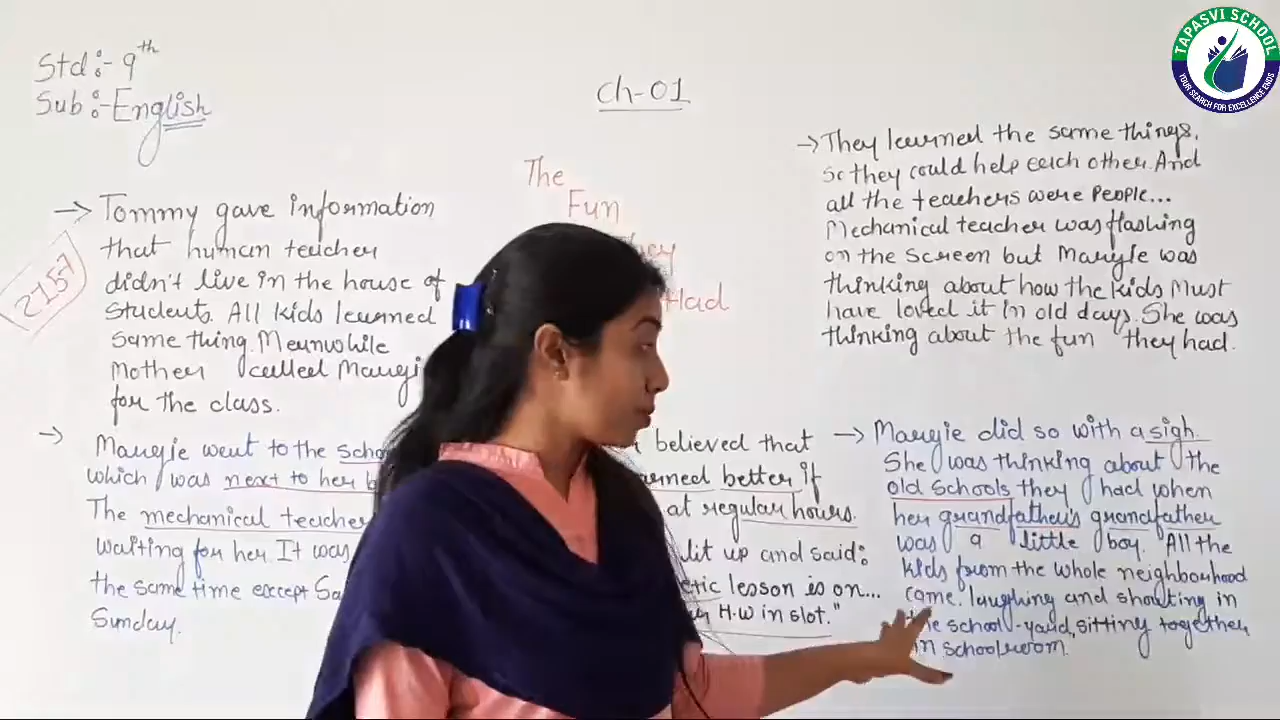 Std :- 9th
Sub :- English
Ch-01
The
Fun
Had
2157
→ Tommy gave information
that human teacher
didn't live in the house of
students. All kids learned
same thing. Meanwhile
Mother called
for the class.
→ Margie went to the
which was next to her
The mechanical teacher
waiting for her. It was
the same time except
Sunday.
believed that
better if
at regular hours.
lit up and said:
lesson is on...
H.W in slot."
→ They learned the same things,
so they could help each other. And
all the teachers were people...
Mechanical teacher was flashing
on the screen but Margie was
thinking about how the kids must
have loved it in old days. She was
thinking about the fun they had.
→ Margie did so with a sigh.
She was thinking about the
old schools they had when
her grandfather's grandfather
was a little boy. All the
kids from the whole neighbourhood
came, laughing and shouting in
the school-yard, sitting together
in schoolroom.
TAPASVI SCHOOL
YOUR SEARCH FOR EXCELLENCE ENDS